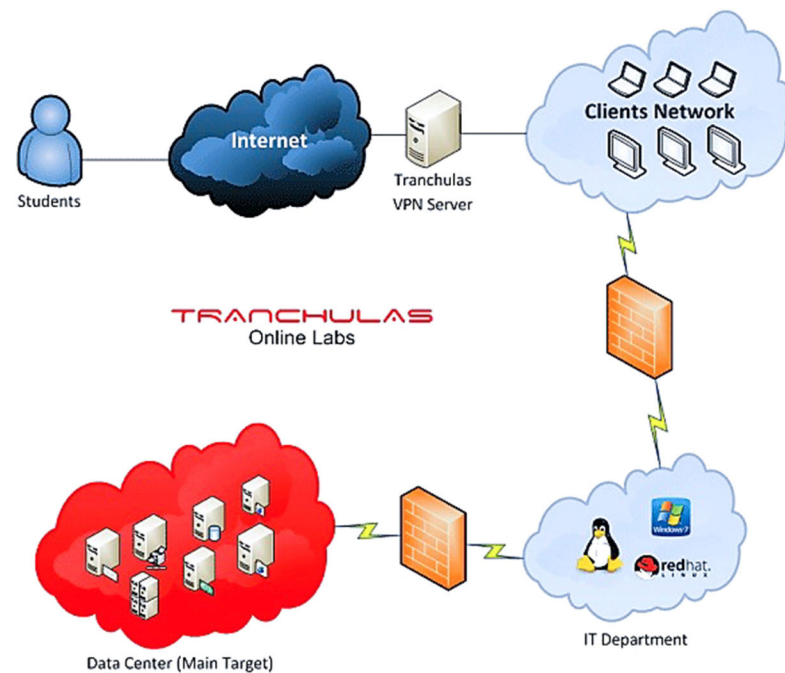 Internet
Clients Network
Students
Tranchulas
VPN Server
TRANCHULAS
Online Labs
Windows 7
redhat.
LINUX
IT Department
Data Center (Main Target)